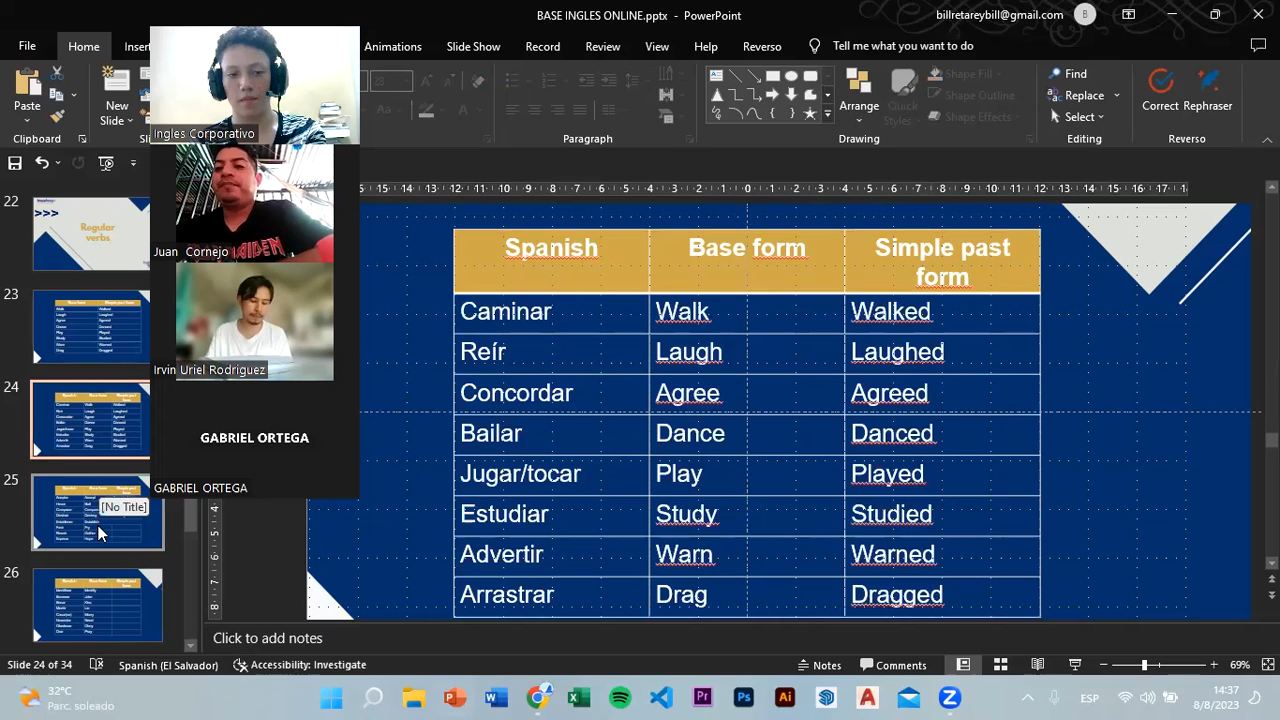 BASE INGLES ONLINE.pptx - PowerPoint
billretareybill@gmail.com
B
File
Home
Insert
Animations
Slide Show
Record
Review
View
Help
Reverso
Tell me what you want to do
Paste
New
Slide
Clipboard
28
Paragraph
Arrange
Quick
Styles
Shape Fill
Shape Outline
Shape Effects
Drawing
Find
Replace
Select
Editing
Correct
Rephraser
Ingles Corporativo
Juan Cornejo
Irvin Uriel Rodriguez
GABRIEL ORTEGA
GABRIEL ORTEGA
22
Regular
verbs
23
24
25
[No Title]
26
Spanish Base form Simple past form
Caminar Walk Walked
Reír Laugh Laughed
Concordar Agree Agreed
Bailar Dance Danced
Jugar/tocar Play Played
Estudiar Study Studied
Advertir Warn Warned
Arrastrar Drag Dragged
Click to add notes
Slide 24 of 34
Spanish (El Salvador)
Accessibility: Investigate
Notes
Comments
69%
32°C
Parc. soleado
ESP
14:37
8/8/2023